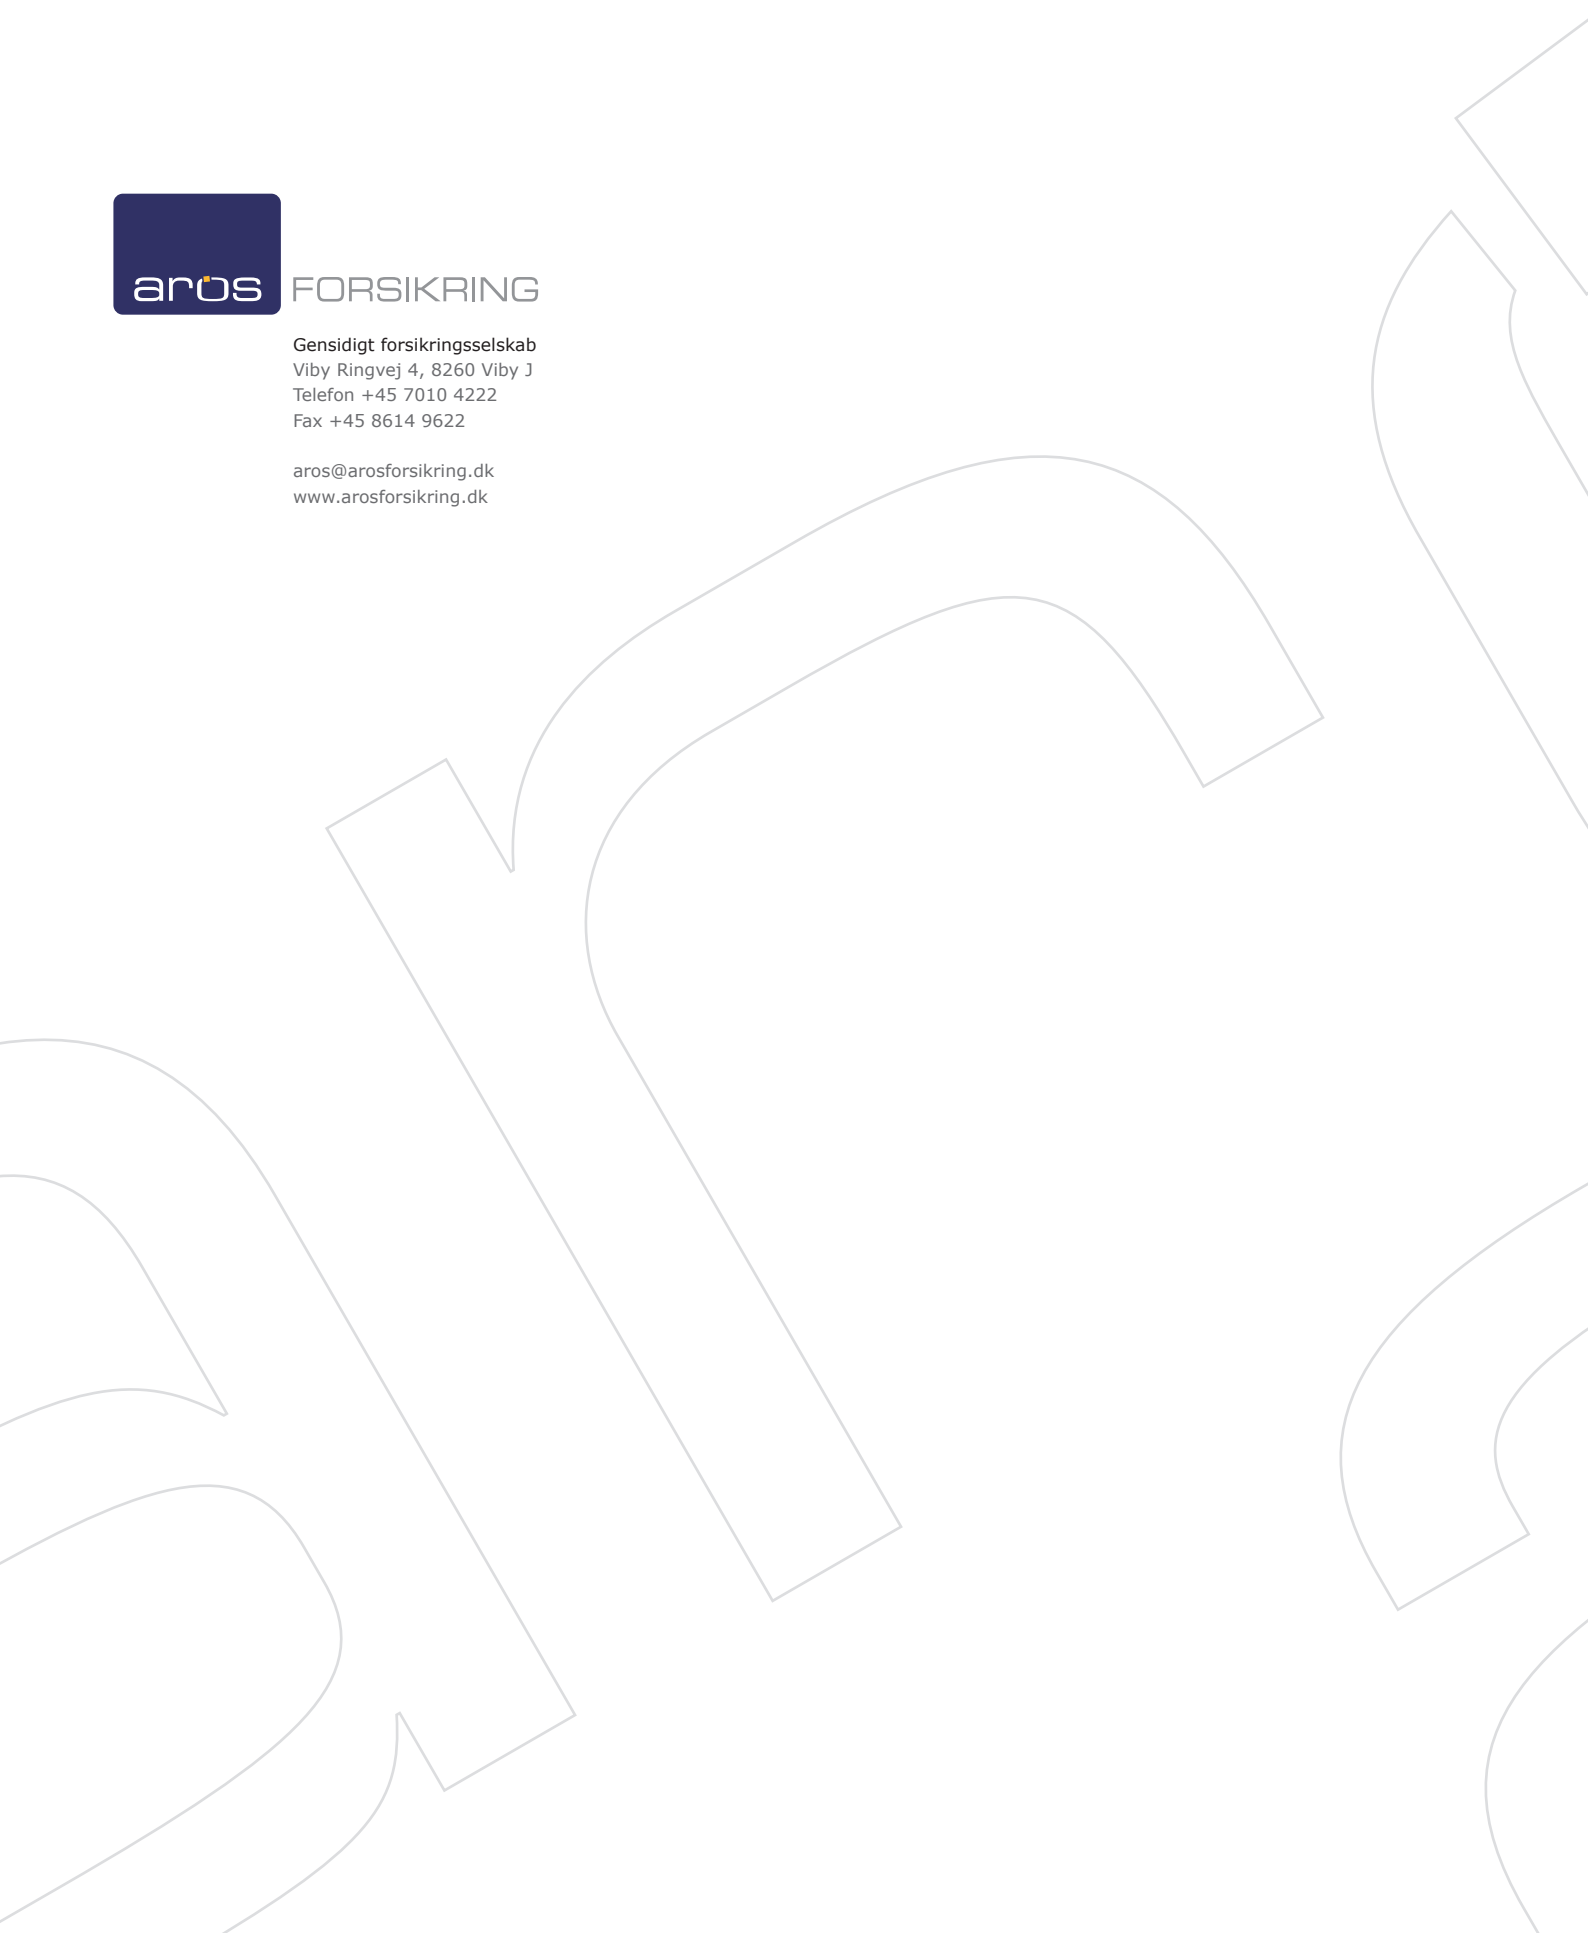 aros FORSIKRING
Gensidigt forsikringsselskab
Viby Ringvej 4, 8260 Viby J
Telefon +45 7010 4222
Fax +45 8614 9622
aros@arosforsikring.dk
www.arosforsikring.dk